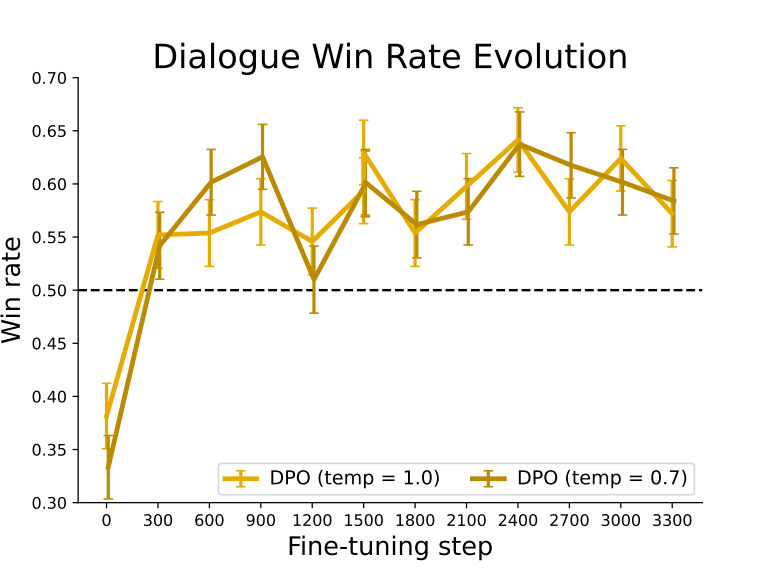 Dialogue Win Rate Evolution
Win rate
0.70
0.65
0.60
0.55
0.50
0.45
0.40
0.35
0.30
DPO (temp = 1.0) DPO (temp = 0.7)
0 300 600 900 1200 1500 1800 2100 2400 2700 3000 3300
Fine-tuning step